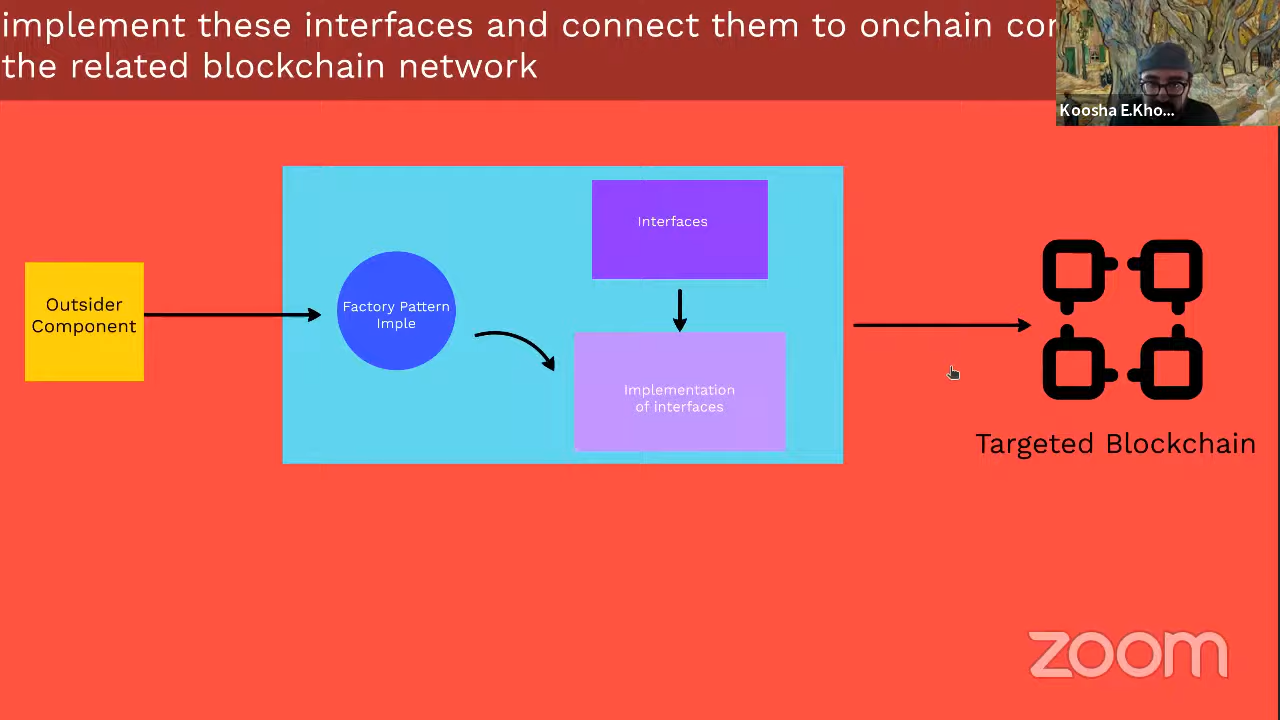 implement these interfaces and connect them to onchain
the related blockchain network
Koosha E.Kho...
Interfaces
Outsider
Component
Factory Pattern
Imple
Implementation
of interfaces
Targeted Blockchain
zoom